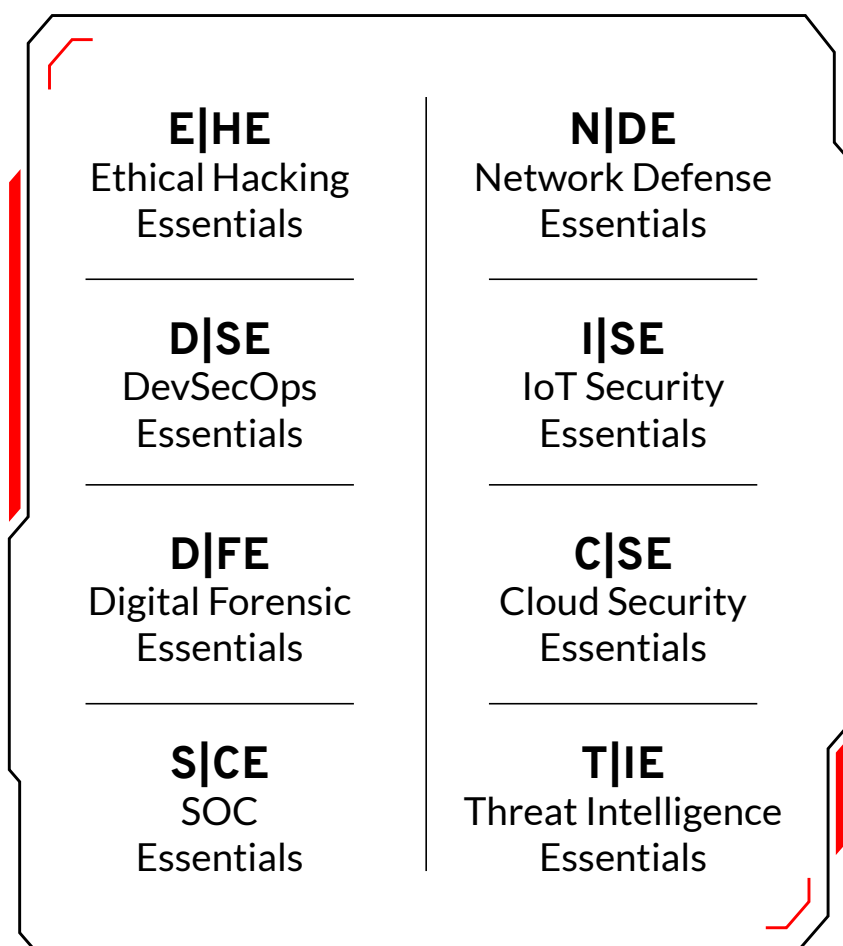 E|HE
Ethical Hacking
Essentials
N|DE
Network Defense
Essentials
D|SE
DevSecOps
Essentials
I|SE
IoT Security
Essentials
D|FE
Digital Forensic
Essentials
C|SE
Cloud Security
Essentials
S|CE
SOC
Essentials
T|IE
Threat Intelligence
Essentials